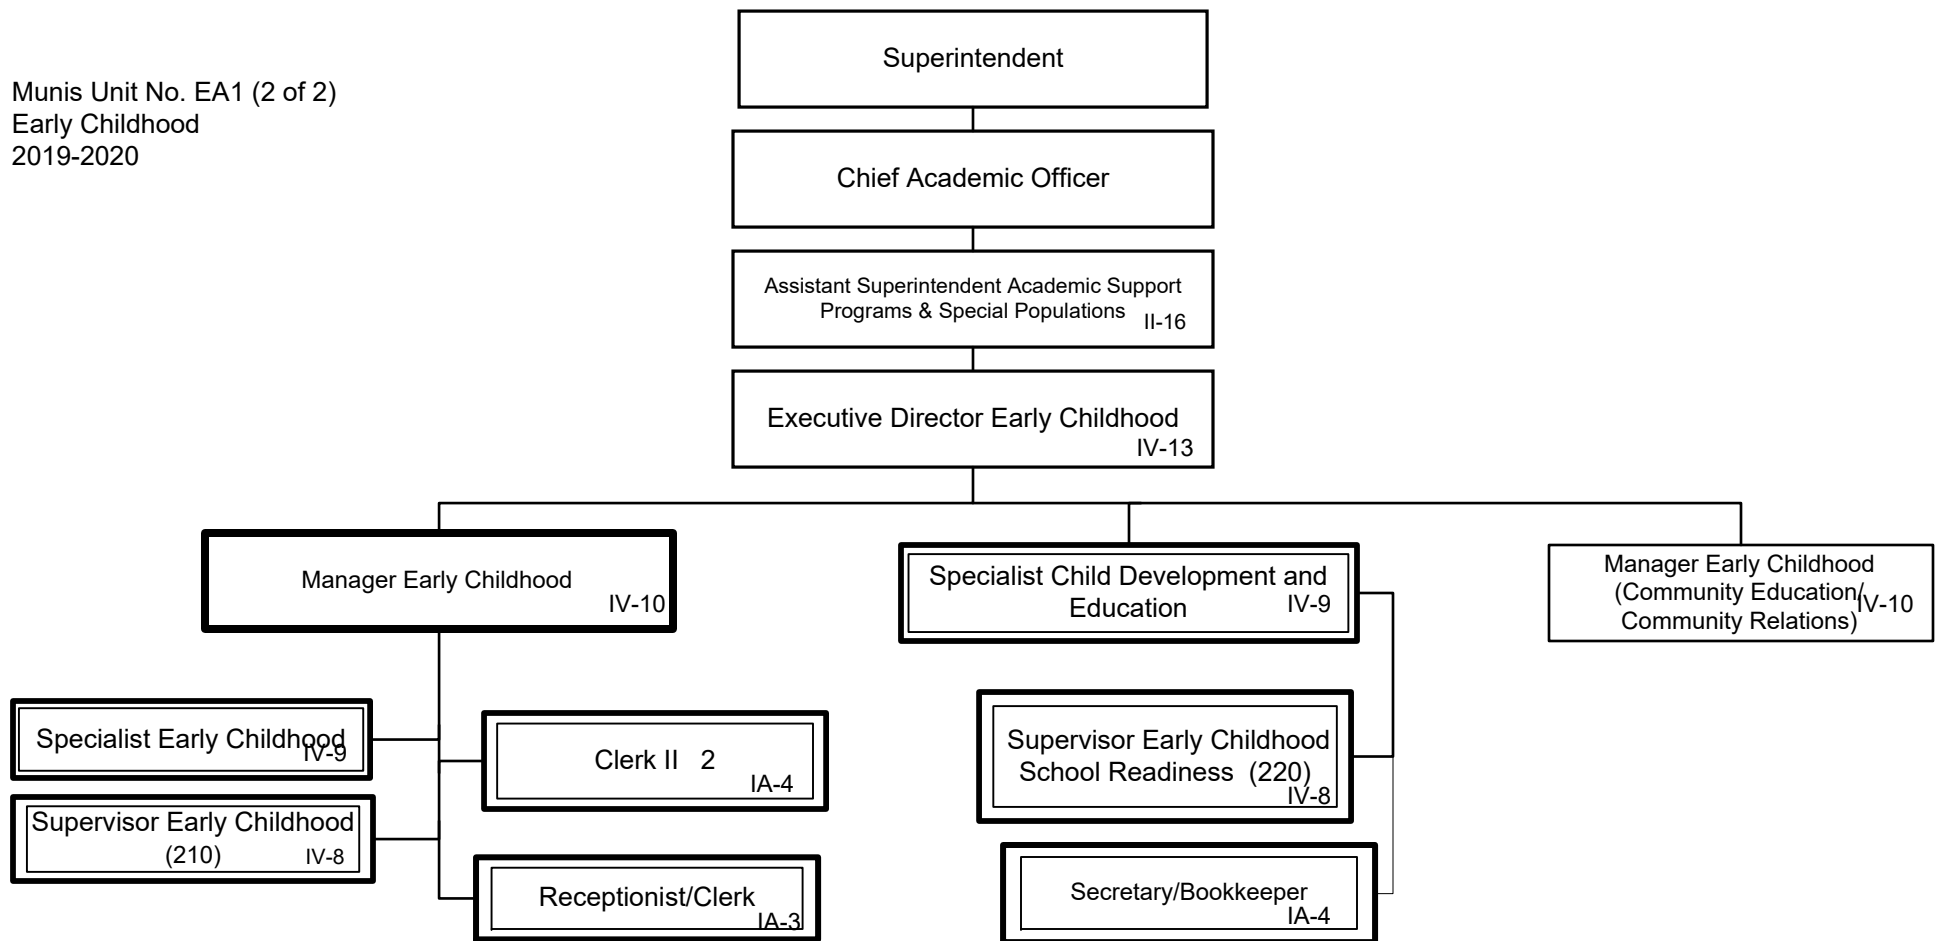 Superintendent
Munis Unit No. EA1 (2 of 2)
Early Childhood
2019-2020
Chief Academic Officer
Assistant Superintendent Academic Support
Programs & Special Populations
II-16
Executive Director Early Childhood
IV-13
Manager Early Childhood
IV-10
Specialist Child Development and
Education
IV-9
Manager Early Childhood
(Community Education/
Community Relations)
IV-10
Specialist Early Childhood
IV-9
Supervisor Early Childhood
(210)
IV-8
Clerk II   2
IA-4
Receptionist/Clerk
IA-3
Supervisor Early Childhood
School Readiness  (220)
IV-8
Secretary/Bookkeeper
IA-4